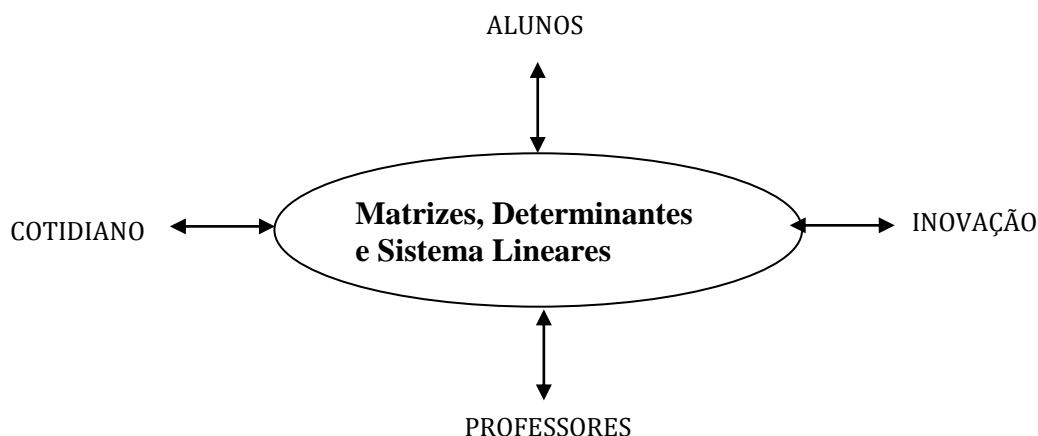 ALUNOS
COTIDIANO
Matrizes, Determinantes
e Sistema Lineares
INOVAÇÃO
PROFESSORES